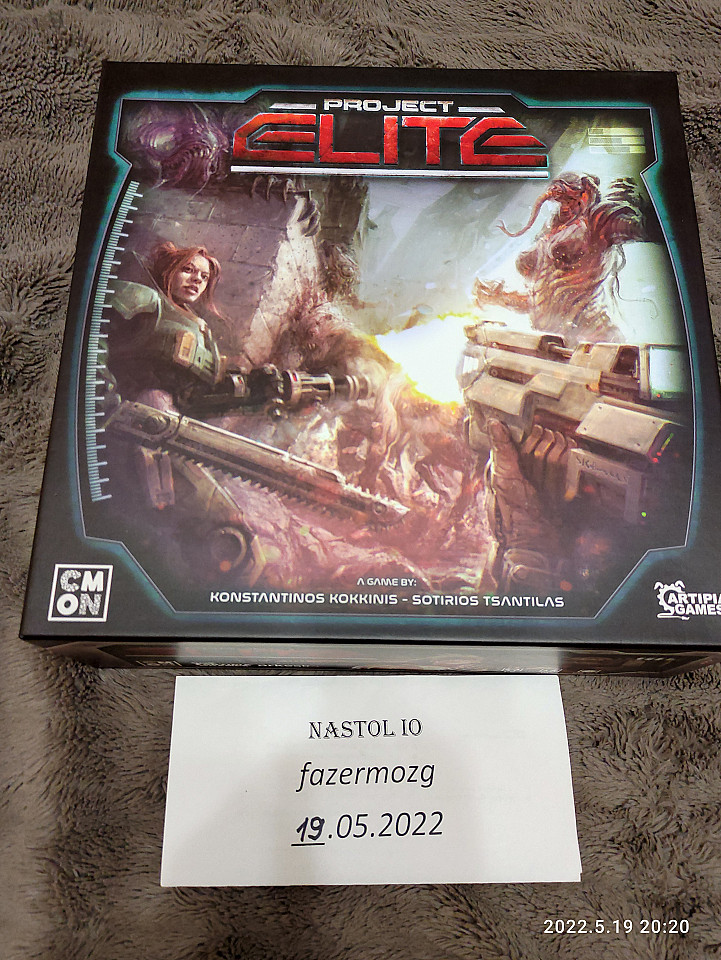 PROJECT
ELITE
A GAME BY:
KONSTANTINOS KOKKINIS - SOTIRIOS TSANTILAS
CMON
ARTIPIA
GAMES
CMON
NASTOL IO
fazermozg
19.05.2022
2022.5.19 20:20